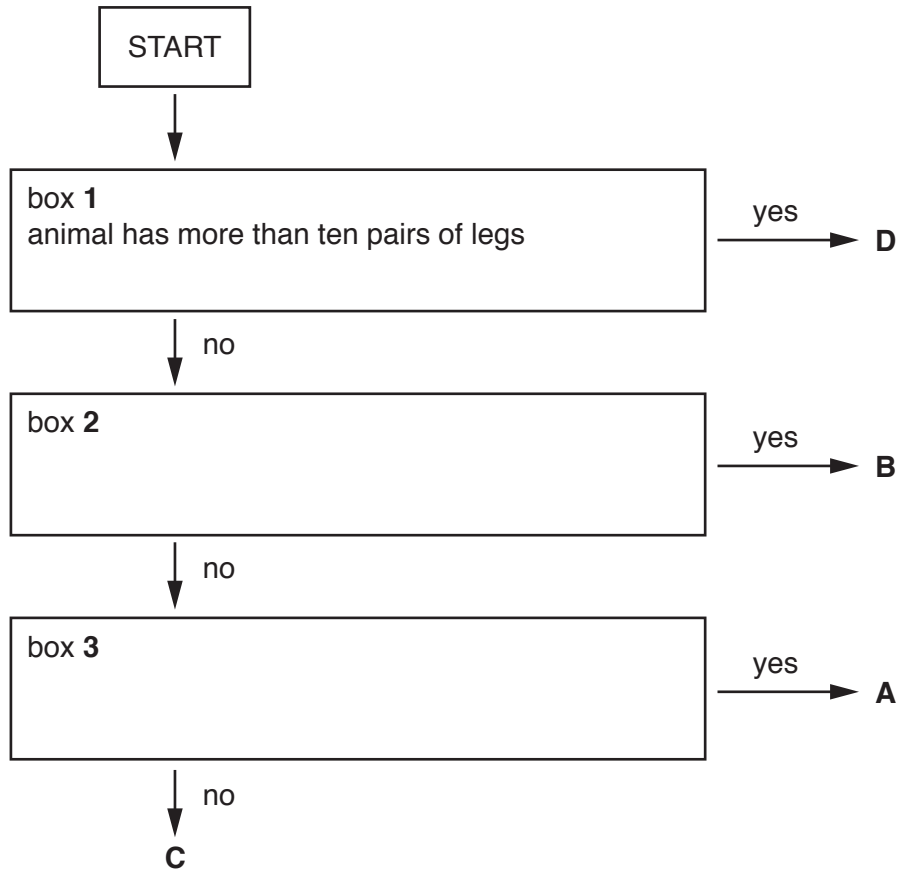 START
box 1
animal has more than ten pairs of legs
yes
D
no
box 2
yes
B
no
box 3
yes
A
no
C